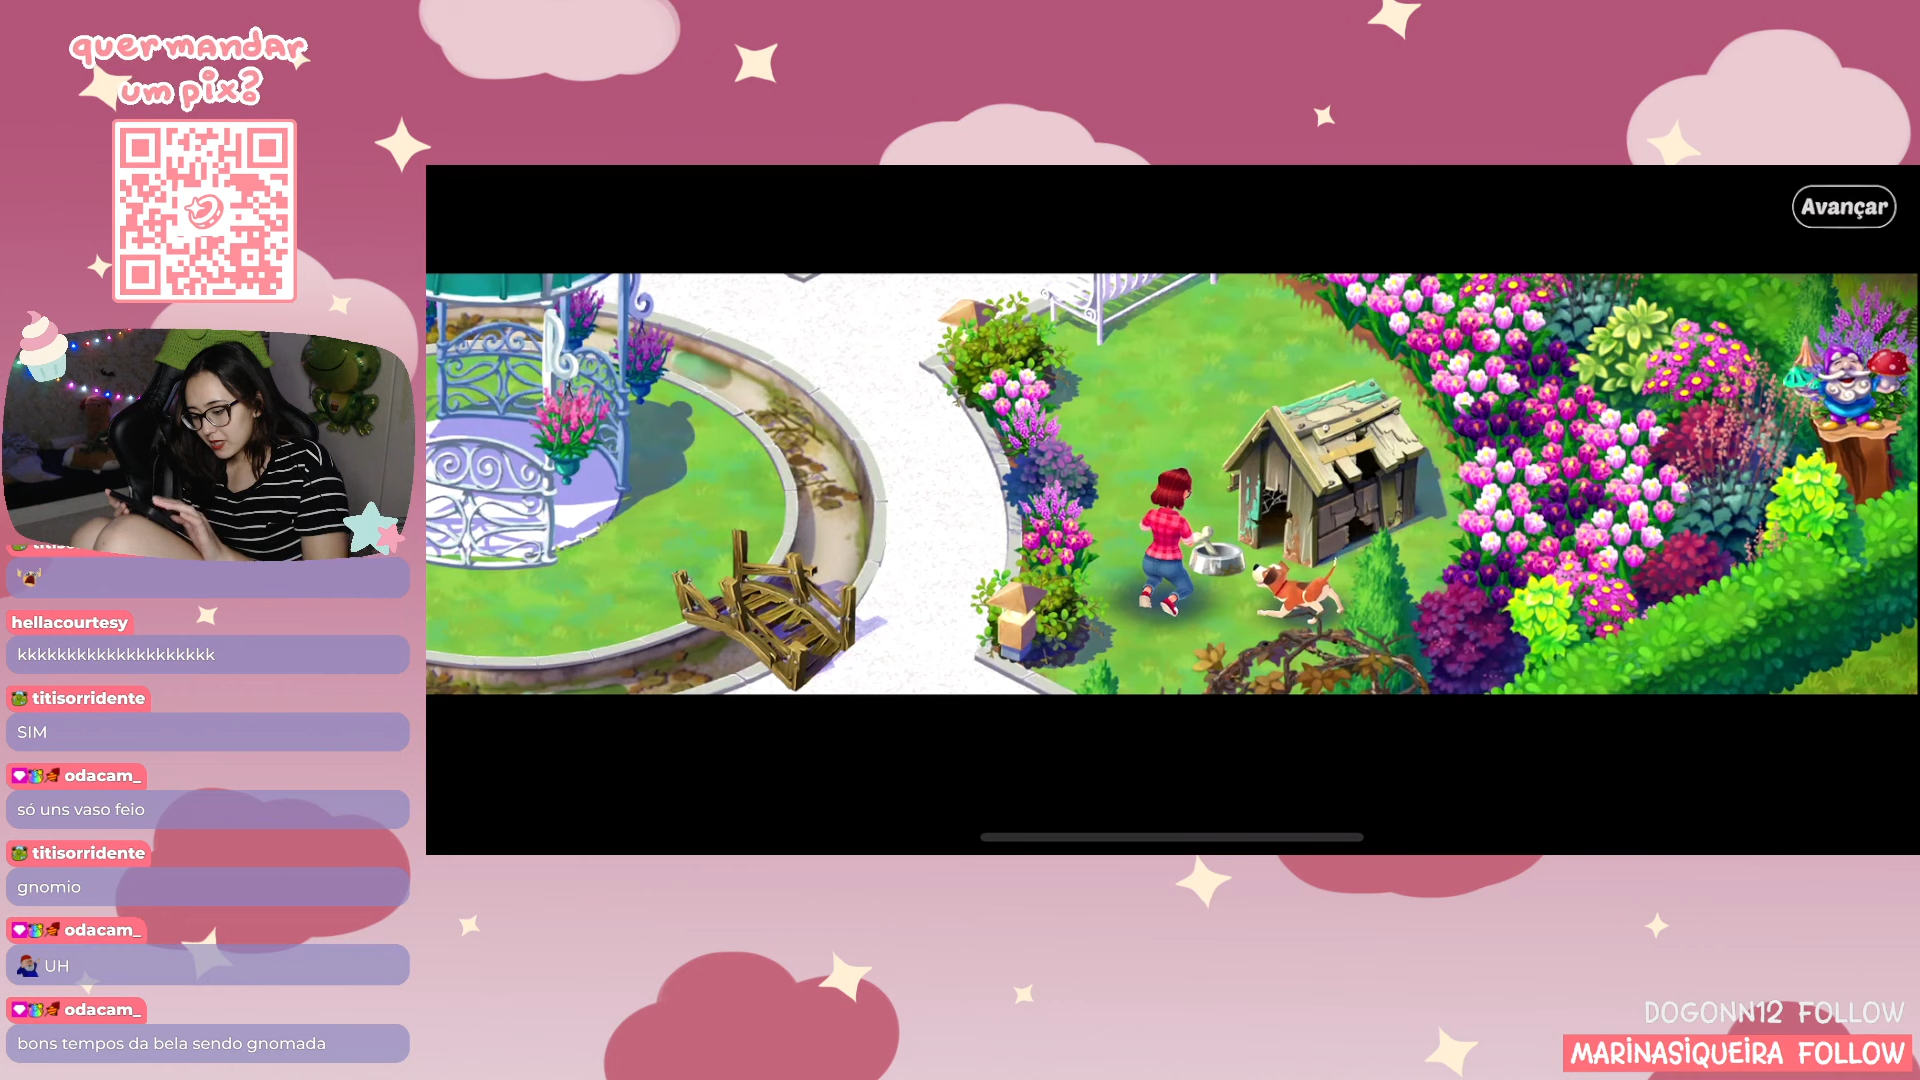 quer mandar
um pix?
Avançar
hellacourtesy
kkkkkkkkkkkkkkkkkkkk
titisorridente
SIM
odacam_
só uns vaso feio
titisorridente
gnomio
odacam_
UH
odacam_
bons tempos da bela sendo gnomada
DOGONN12 FOLLOW
MARINASIQUEIRA FOLLOW